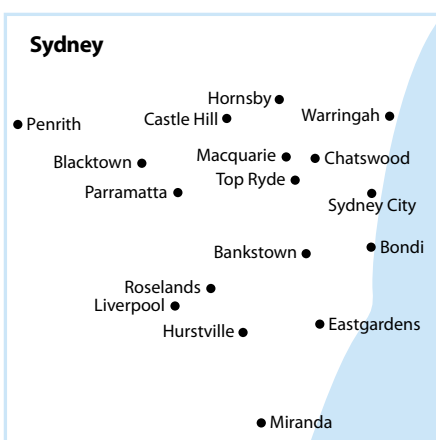 Sydney
Hornsby
Penrith
Castle Hill
Warringah
Blacktown
Macquarie
Chatswood
Top Ryde
Parramatta
Sydney City
Bankstown
Bondi
Roselands
Liverpool
Hurstville
Eastgardens
Miranda